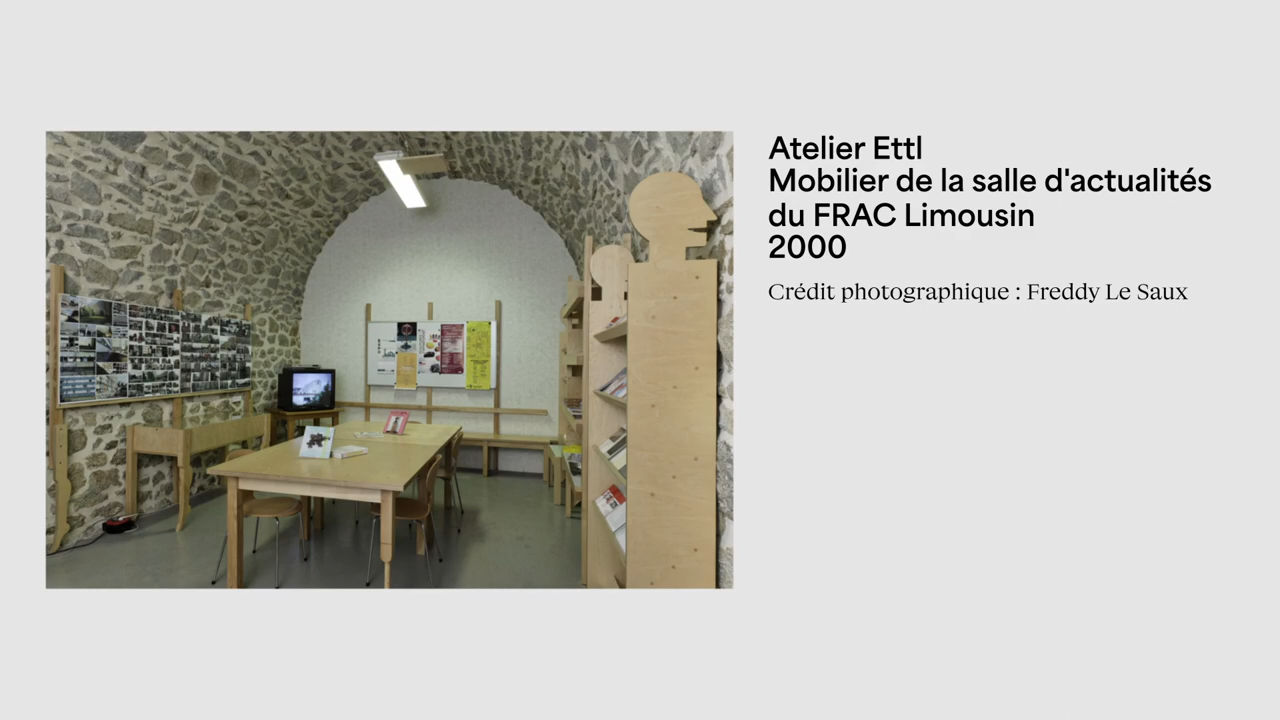 Atelier Ettl
Mobilier de la salle d'actualités
du FRAC Limousin
2000
Crédit photographique : Freddy Le Saux